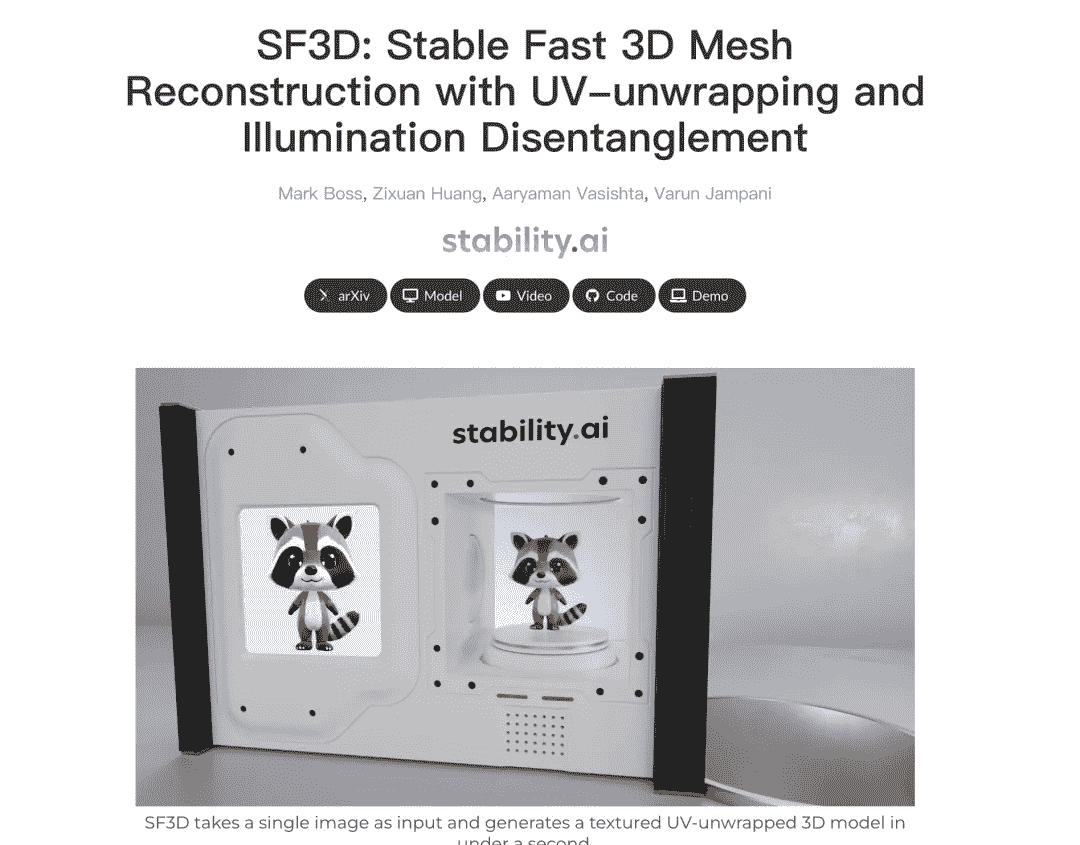 SF3D: Stable Fast 3D Mesh
Reconstruction with UV–unwrapping and
Illumination Disentanglement
Mark Boss, Zixuan Huang, Aaryaman Vasishta, Varun Jampani
stability.ai
arXiv Model Video Code Demo
stability.ai
SF3D takes a single image as input and generates a textured UV-unwrapped 3D model in
under a second